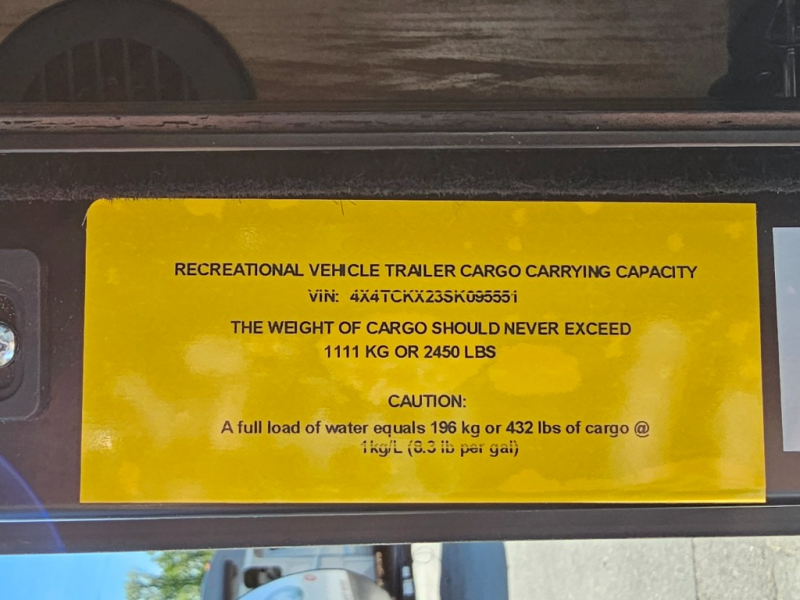 RECREATIONAL VEHICLE TRAILER CARGO CARRYING CAPACITY
VIN: 4X4TCKX23SK095551
THE WEIGHT OF CARGO SHOULD NEVER EXCEED
1111 KG OR 2450 LBS
CAUTION:
A full load of water equals 196 kg or 432 lbs of cargo @
1kg/L (8.3 lb per gal)